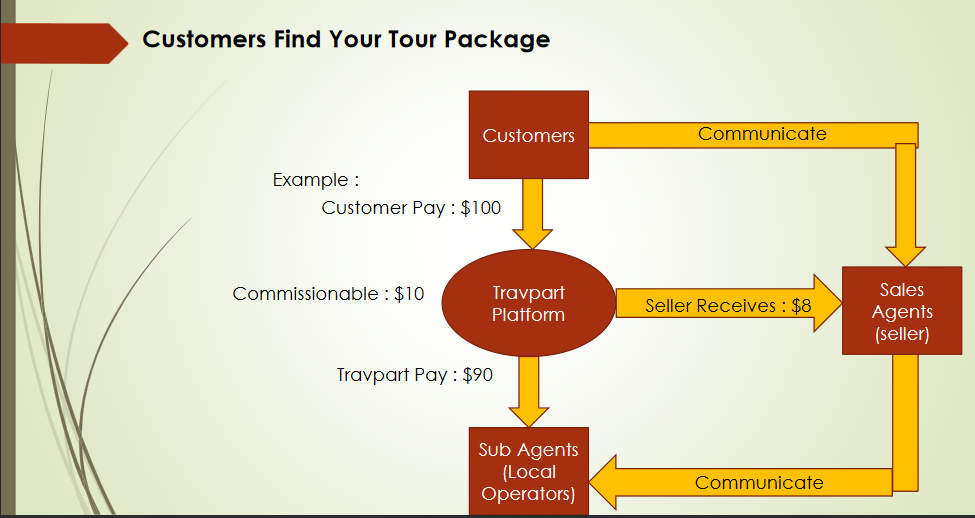 Customers Find Your Tour Package
Customers
Communicate
Example :
Customer Pay : $100
Commissionable : $10
Travpart
Platform
Seller Receives : $8
Sales
Agents
(seller)
Travpart Pay : $90
Sub Agents
(Local
Operators)
Communicate